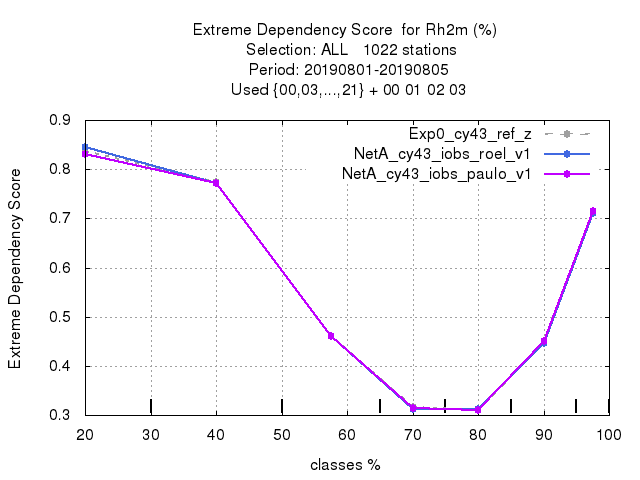 Extreme Dependency Score  for Rh2m (%)
Selection: ALL   1022 stations
Period: 20190801-20190805
Used {00,03,...,21} + 00 01 02 03
Exp0_cy43_ref_z
NetA_cy43_iobs_roel_v1
NetA_cy43_iobs_paulo_v1
Extreme Dependency Score
0.9
0.8
0.7
0.6
0.5
0.4
0.3
20 30 40 50 60 70 80 90 100
classes %